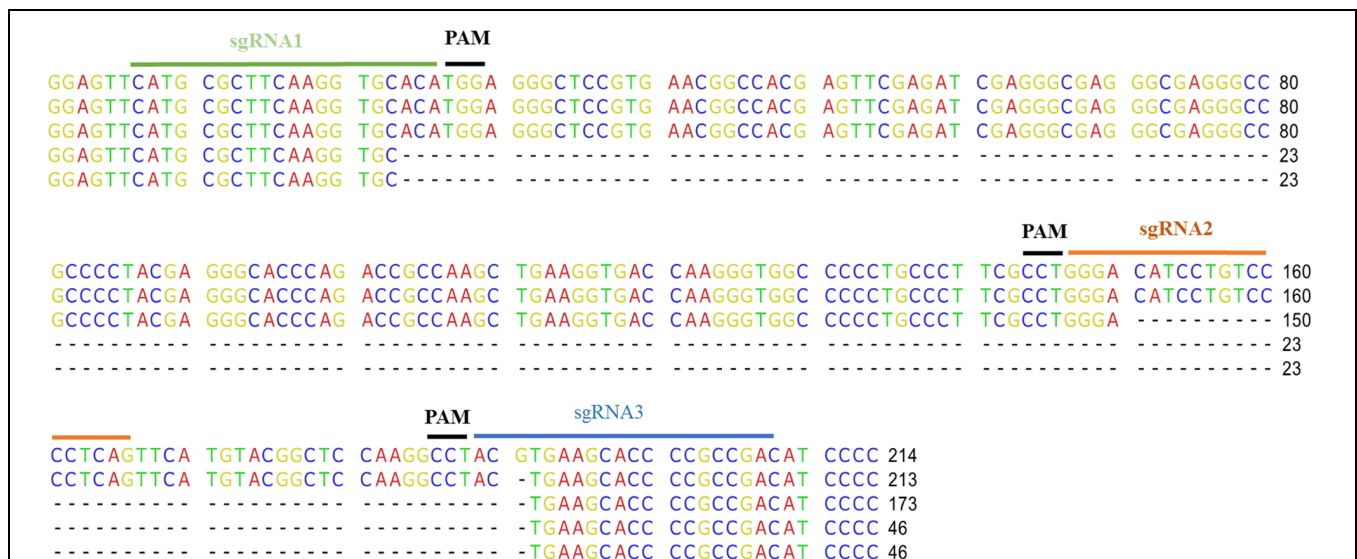 sgRNA1 PAM
GGAGTTCATG CGCTTCAAGG TGCACATGGA GGGCTCCGTG AACGGCCACG AGTTCGAGAT CGAGGGCGAG GGCGAGGGCC 80
GGAGTTCATG CGCTTCAAGG TGCACATGGA GGGCTCCGTG AACGGCCACG AGTTCGAGAT CGAGGGCGAG GGCGAGGGCC 80
GGAGTTCATG CGCTTCAAGG TGCACATGGA GGGCTCCGTG AACGGCCACG AGTTCGAGAT CGAGGGCGAG GGCGAGGGCC 80
GGAGTTCATG CGCTTCAAGG TGC------- ---------- ---------- ---------- ---------- ---------- 23
GGAGTTCATG CGCTTCAAGG TGC------- ---------- ---------- ---------- ---------- ---------- 23
PAM sgRNA2
GCCCCTACGA GGGCACCCAG ACCGCCAAGC TGAAGGTGAC CAAGGGTGGC CCCCTGCCCT TCGCCTGGGA CATCCTGTCC 160
GCCCCTACGA GGGCACCCAG ACCGCCAAGC TGAAGGTGAC CAAGGGTGGC CCCCTGCCCT TCGCCTGGGA CATCCTGTCC 160
GCCCCTACGA GGGCACCCAG ACCGCCAAGC TGAAGGTGAC CAAGGGTGGC CCCCTGCCCT TCGCCTGGGA ---------- 150
---------- ---------- ---------- ---------- ---------- ---------- ---------- ---------- 23
---------- ---------- ---------- ---------- ---------- ---------- ---------- ---------- 23
PAM sgRNA3
CCTCAGTTCA TGTACGGCTC CAAGGCCTAC GTGAAGCACC CCGCCGACAT CCCC 214
CCTCAGTTCA TGTACGGCTC CAAGGCCTAC -TGAAGCACC CCGCCGACAT CCCC 213
---------- ---------- ---------- TGAAGCACC CCGCCGACAT CCCC 173
---------- ---------- ---------- TGAAGCACC CCGCCGACAT CCCC 46
---------- ---------- ---------- TGAAGCACC CCGCCGACAT CCCC 46